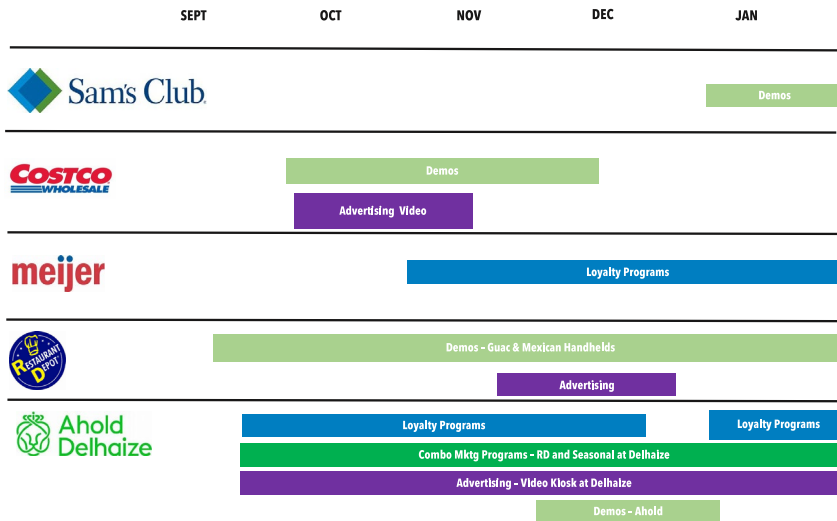 SEPT OCT NOV DEC JAN
Sam's Club
Demos
COSTCO
WHOLESALE
Demos
Advertising Video
meijer
Loyalty Programs
RESTAURANT
DEPOT
Demos – Guac & Mexican Handhelds
Advertising
Ahold
Delhaize
Loyalty Programs
Loyalty Programs
Combo Mktg Programs – RD and Seasonal at Delhaize
Advertising – Video Kiosk at Delhaize
Demos – Ahold